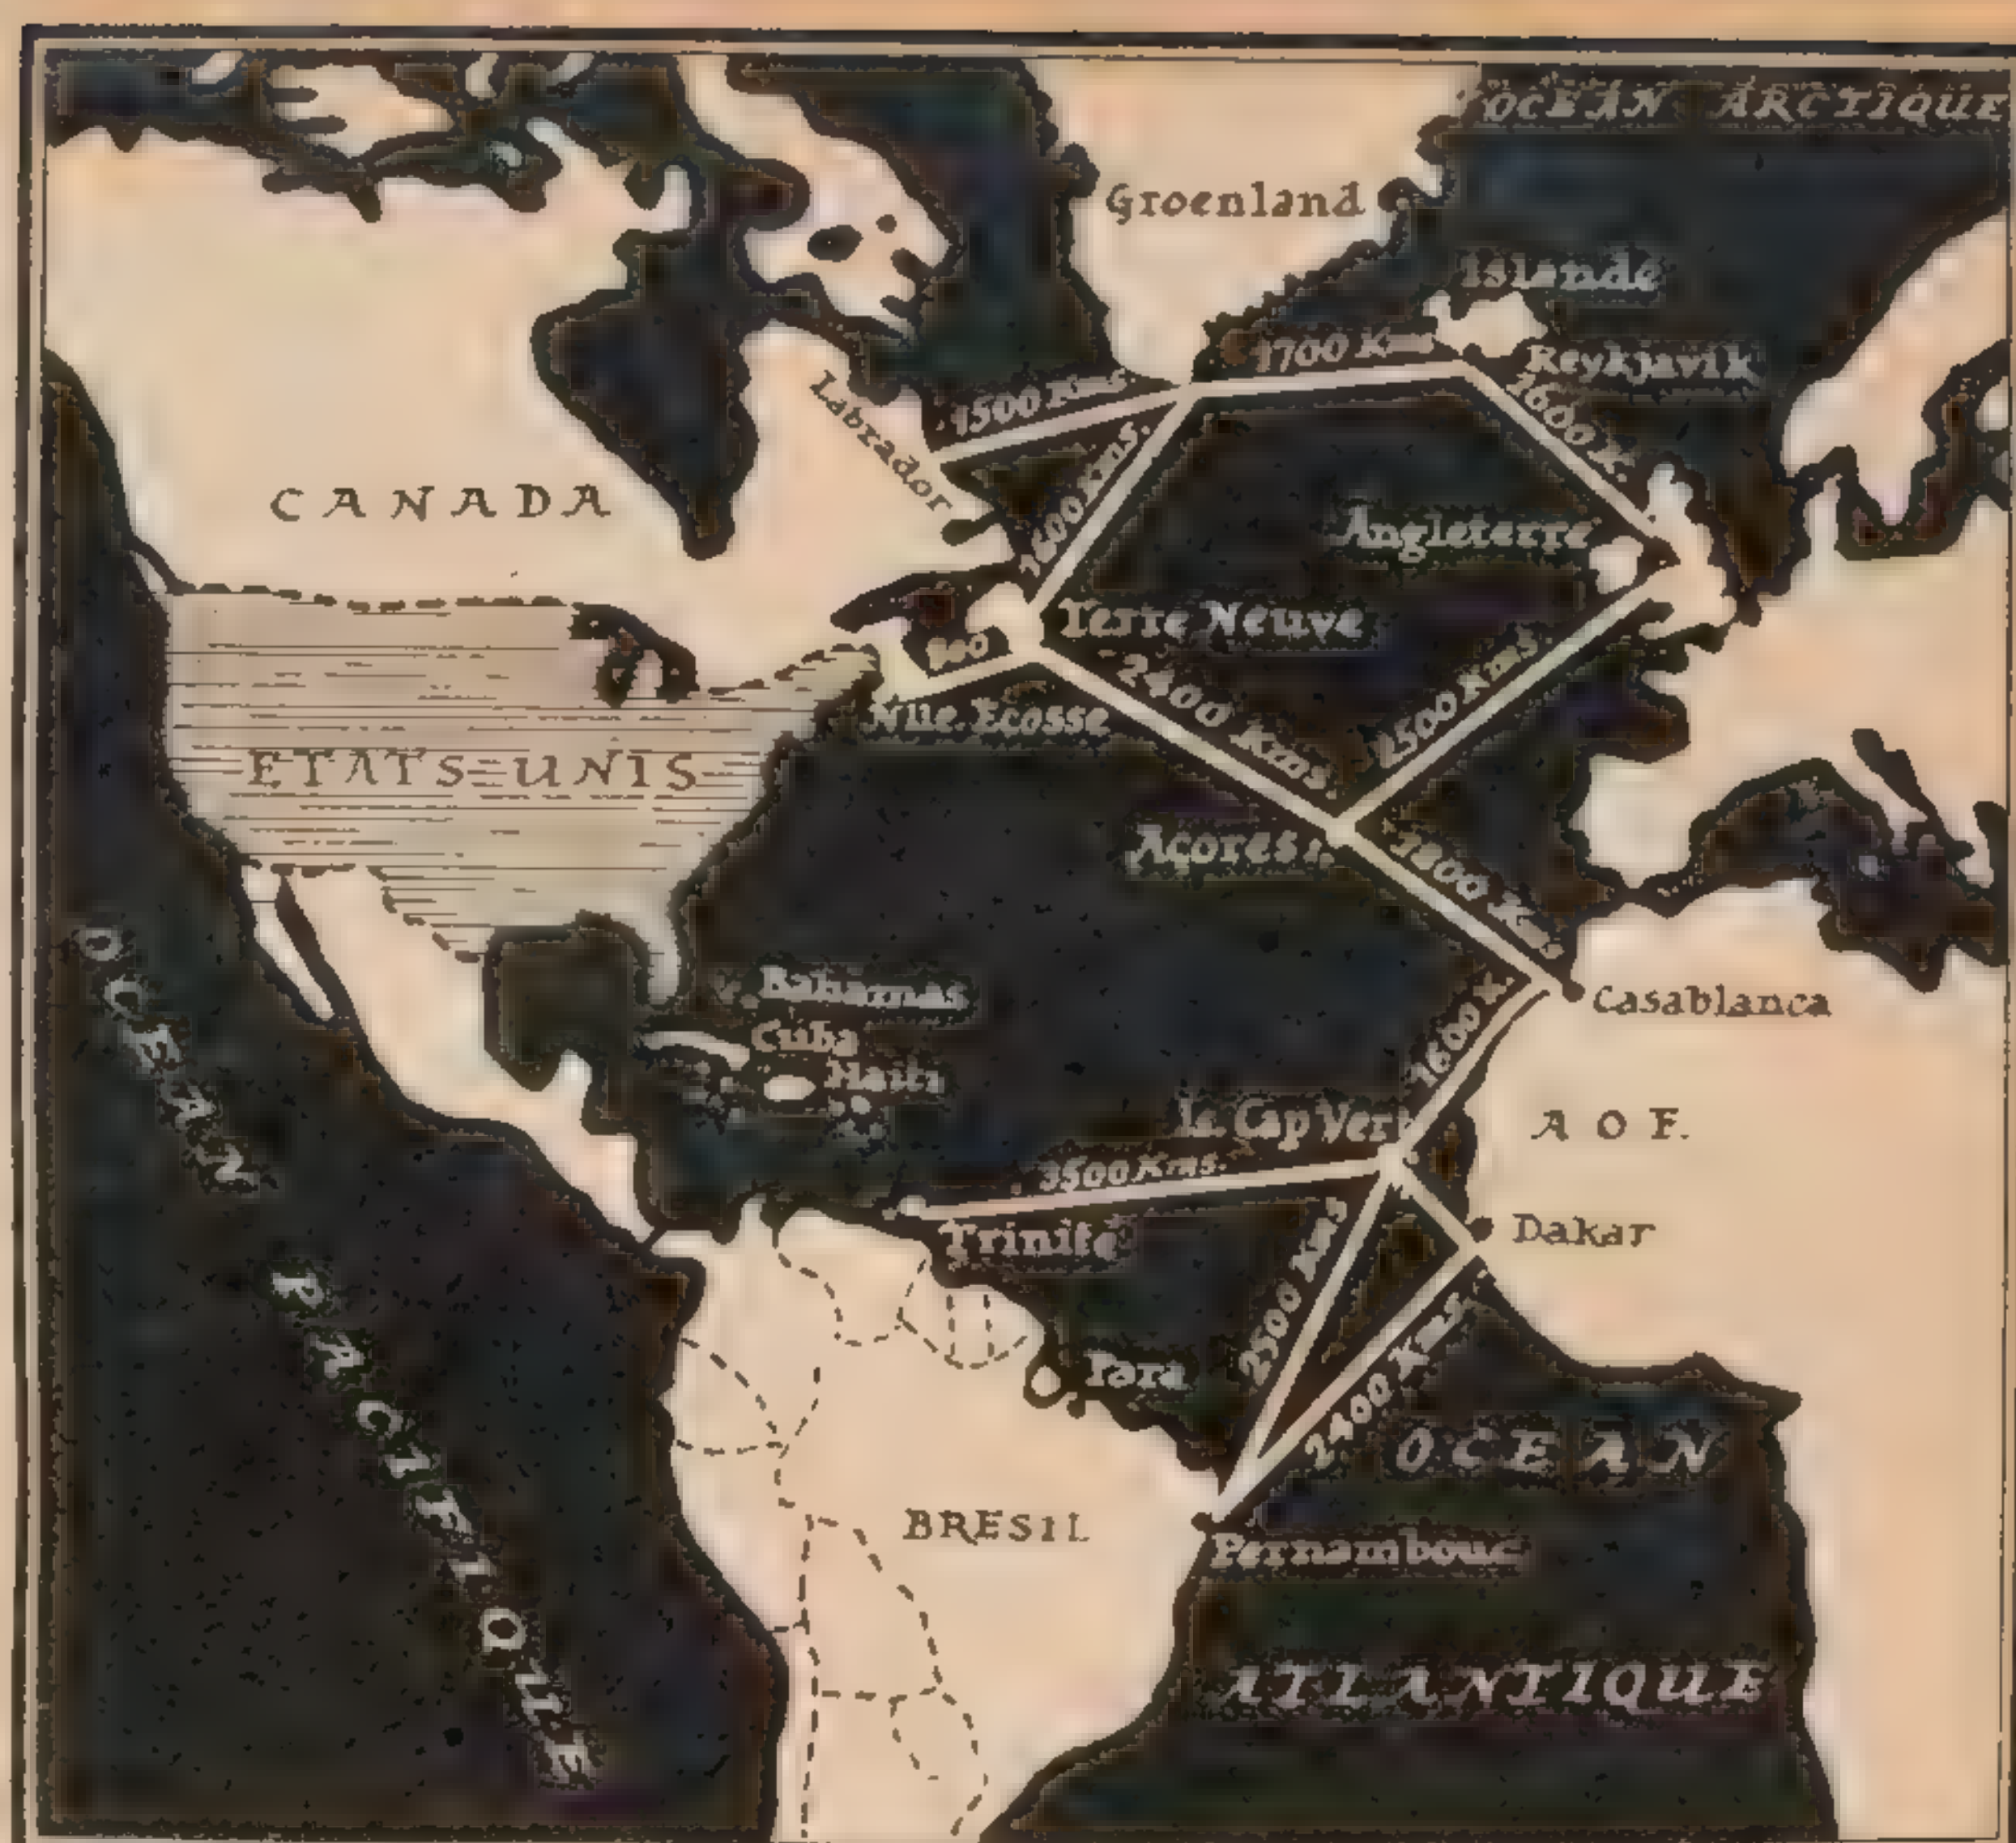 OCEAN ARCTIQUE
Groenland
Islande
1700 Kms
Reykjavik
1500 Kms.
1600 K.
Labrador
1600 Kms.
CANADA
Angleterre
Terre Neuve
900
2400 Kms.
2500 Kms
Nlle. Ecosse
ETATS=UNIS
Açores I.
1800 Kms
OCEAN
PACIFIQUE
Bahamas
Casablanca
Cuba
1600 K.
Haiti
Le Cap Vert
A O F.
3500 Kms.
Trinité
Dakar
2500 Kms
Para
2400 Kms.
OCEAN
BRESIL
Pernambouc
ATLANTIQUE